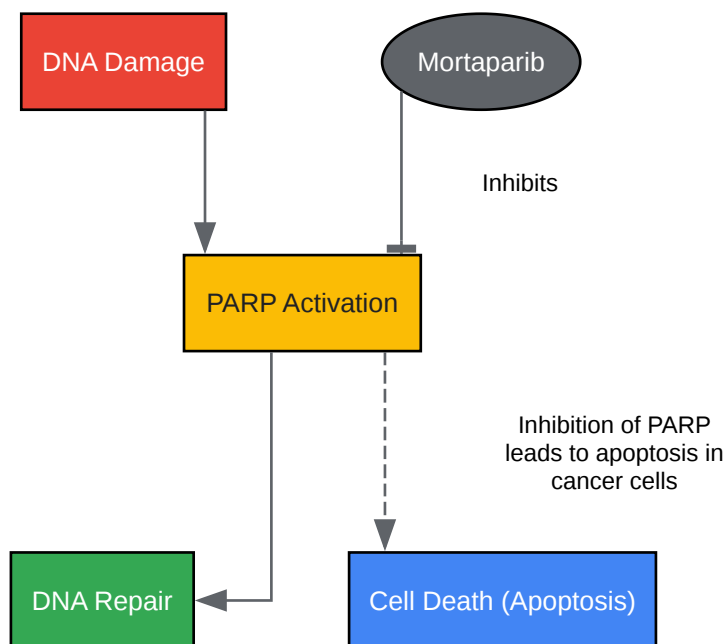 DNA Damage
Mortaparib
Inhibits
PARP Activation
Inhibition of PARP
leads to apoptosis in
cancer cells
DNA Repair
Cell Death (Apoptosis)